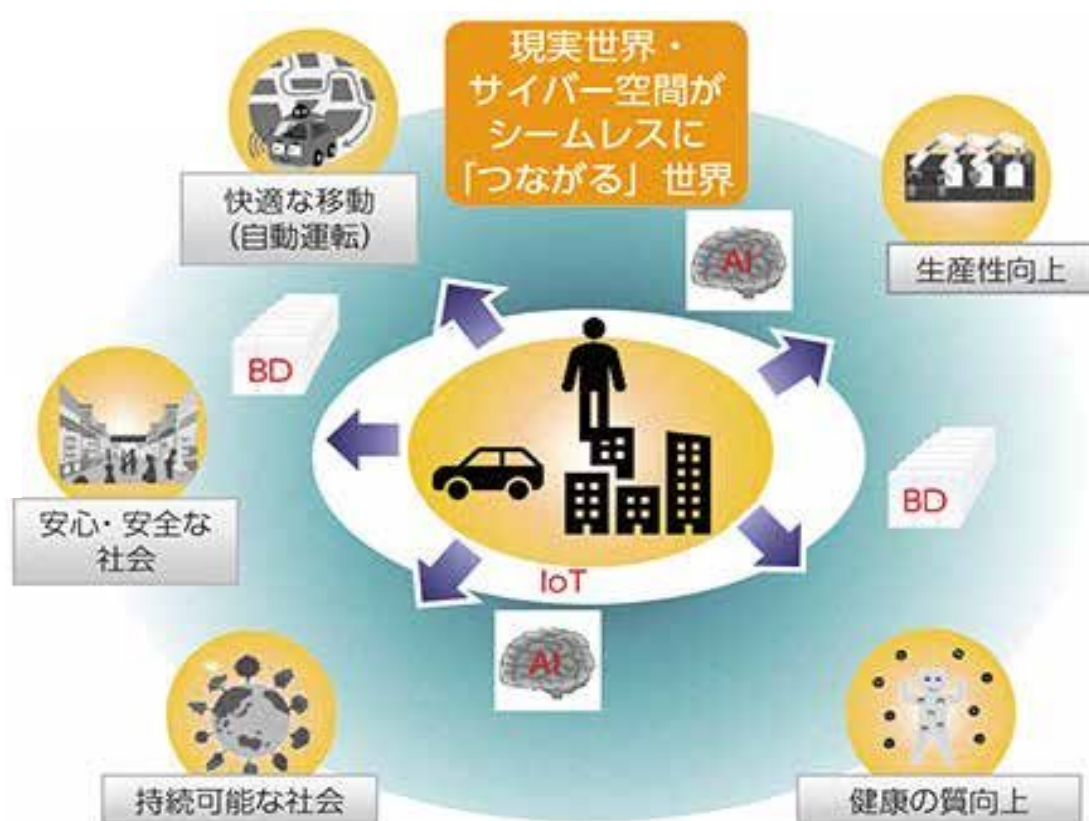 現実世界・
サイバー空間が
シームレスに
「つながる」世界
快適な移動
(自動運転)
生産性向上
AI
BD
安心・安全な
社会
BD
IoT
AI
持続可能な社会
健康の質向上